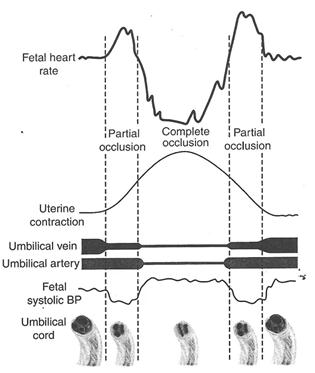 Fetal heart
rate
Partial
occlusion
Complete
occlusion
Partial
occlusion
Uterine
contraction
Umbilical vein
Umbilical artery
Fetal
systolic BP
Umbilical
cord